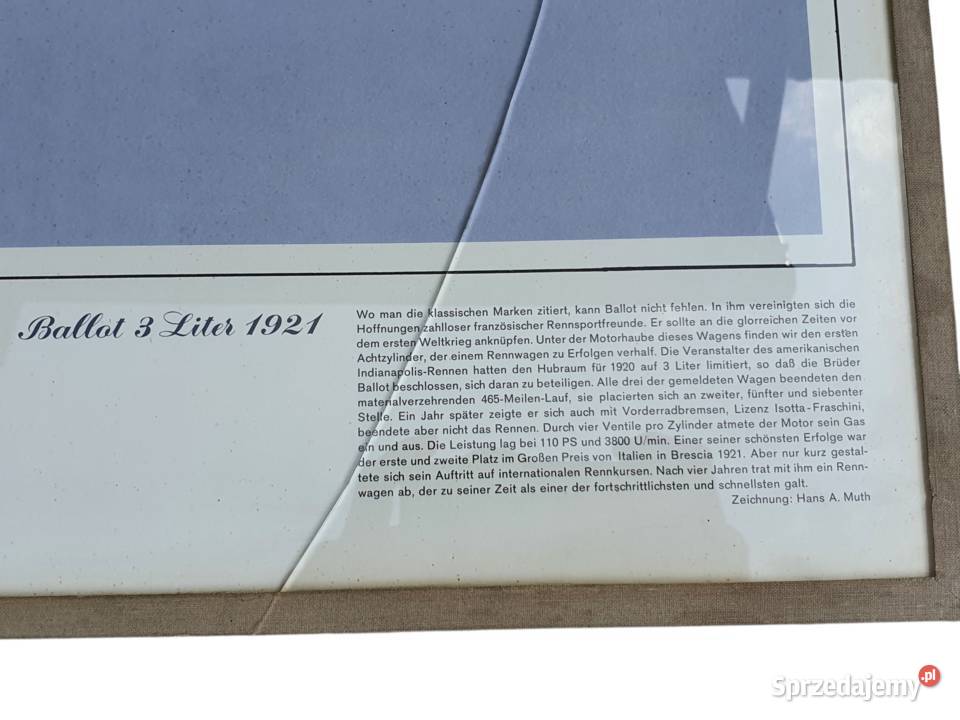 Ballot 3 Liter 1921
Wo man die klassischen Marken zitiert, kann Ballot nicht fehlen. In ihm vereinigten sich die
Hoffnungen zahlloser französischer Rennsportfreunde. Er sollte an die glorreichen Zeiten vor
dem ersten Weltkrieg anknüpfen. Unter der Motorhaube dieses Wagens finden wir den ersten
Achtzylinder, der einem Rennwagen zu Erfolgen verhalf. Die Veranstalter des amerikanischen
Indianapolis-Rennen hatten den Hubraum für 1920 auf 3 Liter limitiert, so daß die Brüder
Ballot beschlossen, sich daran zu beteiligen. Alle drei der gemeldeten Wagen beendeten den
materialverzehrenden 465-Meilen-Lauf, sie placierten sich an zweiter, fünfter und siebenter
Stelle. Ein Jahr später zeigte er sich auch mit Vorderradbremsen, Lizenz Isotta-Fraschini,
beendete aber nicht das Rennen. Durch vier Ventile pro Zylinder atmete der Motor sein Gas
ein und aus. Die Leistung lag bei 110 PS und 3800 U/min. Einer seiner schönsten Erfolge war
der erste und zweite Platz im Großen Preis von Italien in Brescia 1921. Aber nur kurz gestal-
tete sich sein Auftritt auf internationalen Rennkursen. Nach vier Jahren trat mit ihm ein Renn-
wagen ab, der zu seiner Zeit als einer der fortschrittlichsten und schnellsten galt.
Zeichnung: Hans A. Muth
Sprzedajemy.pl